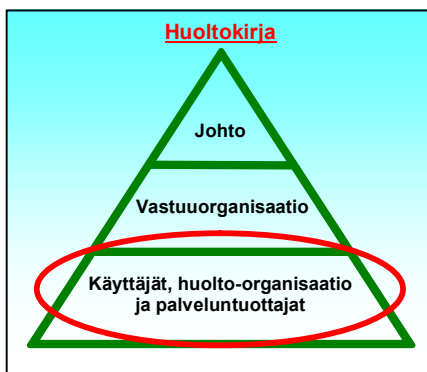 Huoltokirja
Johto
Vastuuorganisaatio
Käyttäjät, huolto-organisaatio
ja palveluntuottajat